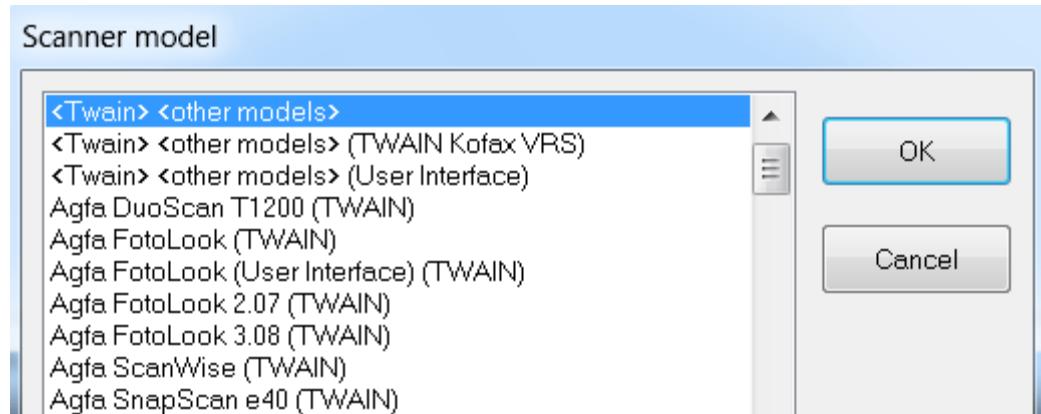 Scanner model
<Twain> <other models>
<Twain> <other models> (TWAIN Kofax VRS)
<Twain> <other models> (User Interface)
Agfa DuoScan T1200 (TWAIN)
Agfa FotoLook (TWAIN)
Agfa FotoLook (User Interface) (TWAIN)
Agfa FotoLook 2.07 (TWAIN)
Agfa FotoLook 3.08 (TWAIN)
Agfa ScanWise (TWAIN)
Agfa SnapScan e40 (TWAIN)
OK
Cancel